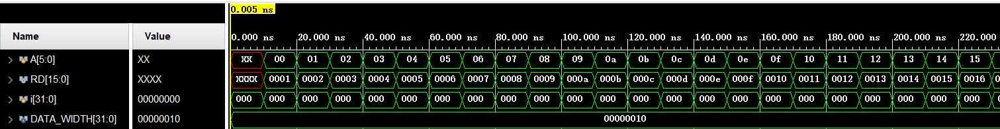 0.005 ns
Name Value 0.000 ns 20.000 ns 40.000 ns 60.000 ns 80.000 ns 100.000 ns 120.000 ns 140.000 ns 160.000 ns 180.000 ns 200.000 ns 220.000
A[5:0] XX XX 00 01 02 03 04 05 06 07 08 09 0a 0b 0c 0d 0e 0f 10 11 12 13 14 15
RD[15:0] XXXX XXXX 0001 0002 0003 0004 0005 0006 0007 0008 0009 000a 000b 000c 000d 000e 000f 0010 0011 0012 0013 0014 0015 0016 0
i[31:0] 00000000 000 000 000 000 000 000 000 000 000 000 000 000 000 000 000 000 000 000 000 000 000 000 000 0
DATA_WIDTH[31:0] 00000010 00000010